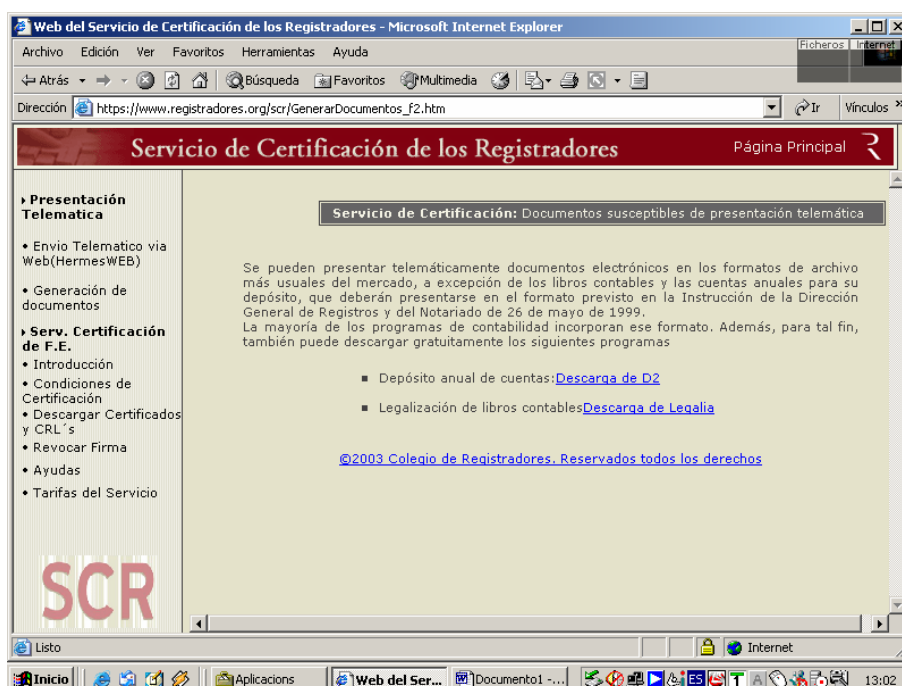 Web del Servicio de Certificación de los Registradores - Microsoft Internet Explorer
Archivo Edición Ver Favoritos Herramientas Ayuda
Ficheros Internet
Atrás Búsqueda Favoritos Multimedia
Dirección https://www.registradores.org/scr/GenerarDocumentos_f2.htm Ir Vínculos »
Servicio de Certificación de los Registradores Página Principal
Presentación
Telematica
• Envio Telematico via
Web(HermesWEB)
• Generación de
documentos
Serv. Certificación
de F.E.
• Introducción
• Condiciones de
Certificación
• Descargar Certificados
y CRL´s
• Revocar Firma
• Ayudas
• Tarifas del Servicio
SCR
Servicio de Certificación: Documentos susceptibles de presentación telemática
Se pueden presentar telemáticamente documentos electrónicos en los formatos de archivo
más usuales del mercado, a excepción de los libros contables y las cuentas anuales para su
depósito, que deberán presentarse en el formato previsto en la Instrucción de la Dirección
General de Registros y del Notariado de 26 de mayo de 1999.
La mayoría de los programas de contabilidad incorporan ese formato. Además, para tal fin,
también puede descargar gratuitamente los siguientes programas
▪ Depósito anual de cuentas:Descarga de D2
▪ Legalización de libros contablesDescarga de Legalia
©2003 Colegio de Registradores. Reservados todos los derechos
Listo Internet
Inicio Aplicacions Web del Ser... Documento1 -... ES 13:02